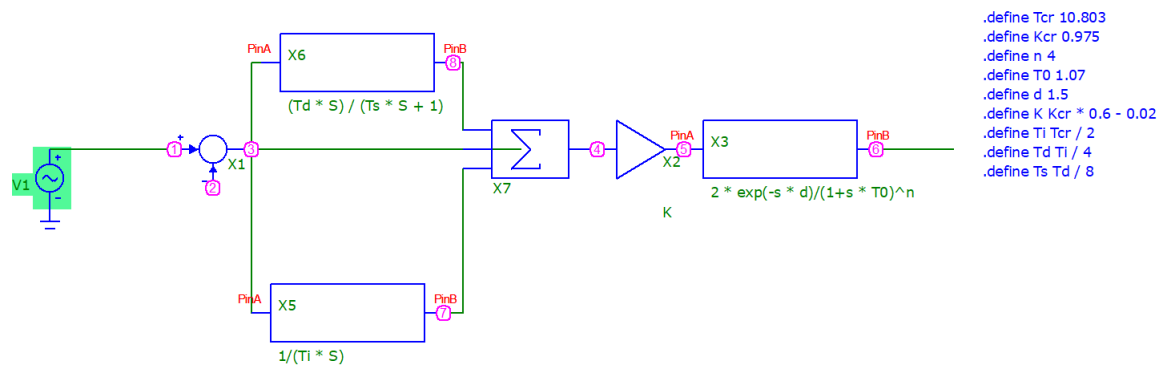 .define Tcr 10.803
.define Kcr 0.975
.define n 4
.define T0 1.07
.define d 1.5
.define K Kcr * 0.6 - 0.02
.define Ti Tcr / 2
.define Td Ti / 4
.define Ts Td / 8
PinA
X6
PinB
8
(Td * S) / (Ts * S + 1)
V1
+
-
1
+
X1
-
2
3
Σ
X7
4
X2
K
PinA
5
X3
PinB
6
2 * exp(-s * d)/(1+s * T0)^n
PinA
X5
PinB
7
1/(Ti * S)